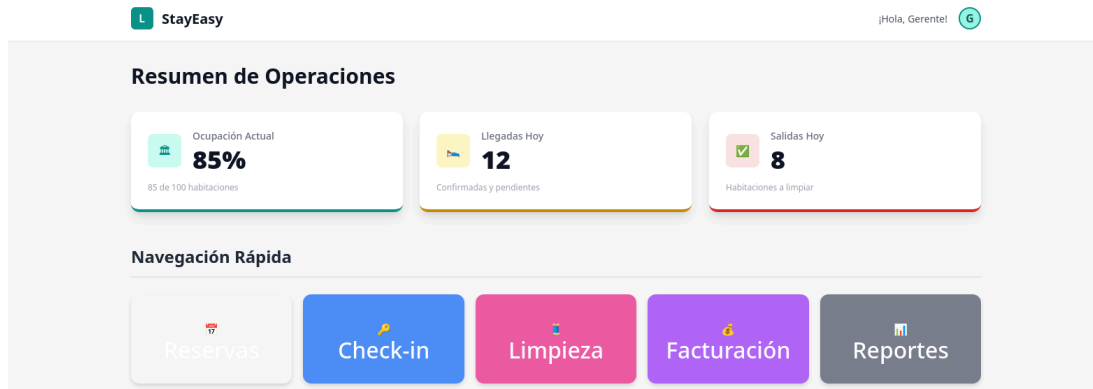 L StayEasy
¡Hola, Gerente! G
Resumen de Operaciones
Ocupación Actual
85%
85 de 100 habitaciones
Llegadas Hoy
12
Confirmadas y pendientes
Salidas Hoy
8
Habitaciones a limpiar
Navegación Rápida
Reservas
Check-in
Limpieza
Facturación
Reportes